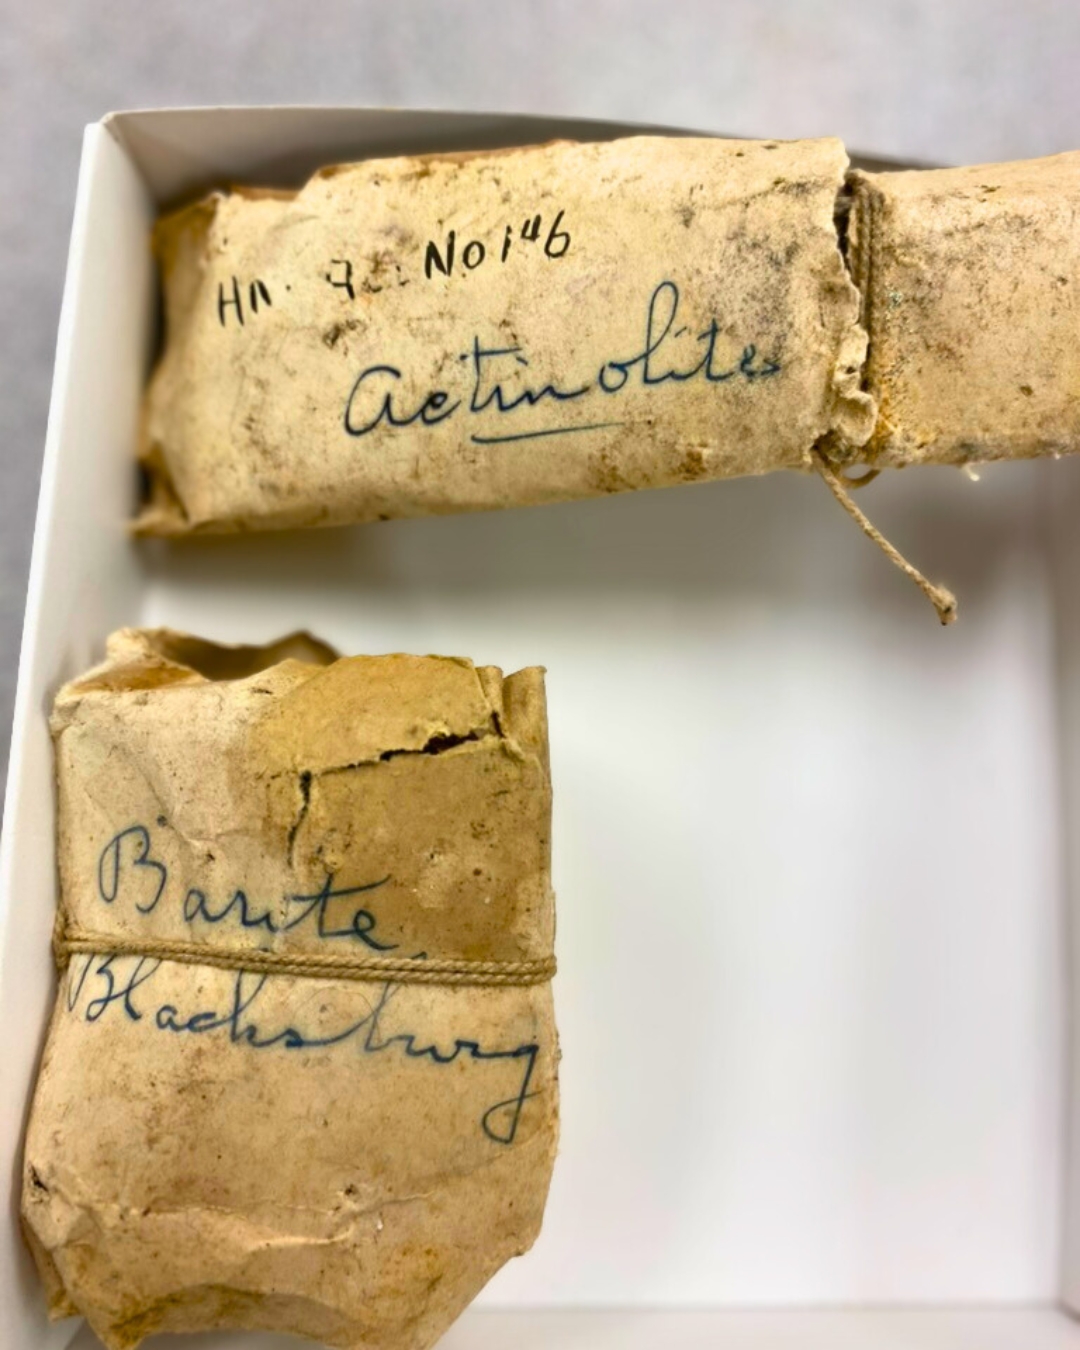 No 146
Actinolite
Barite
Blacksburg